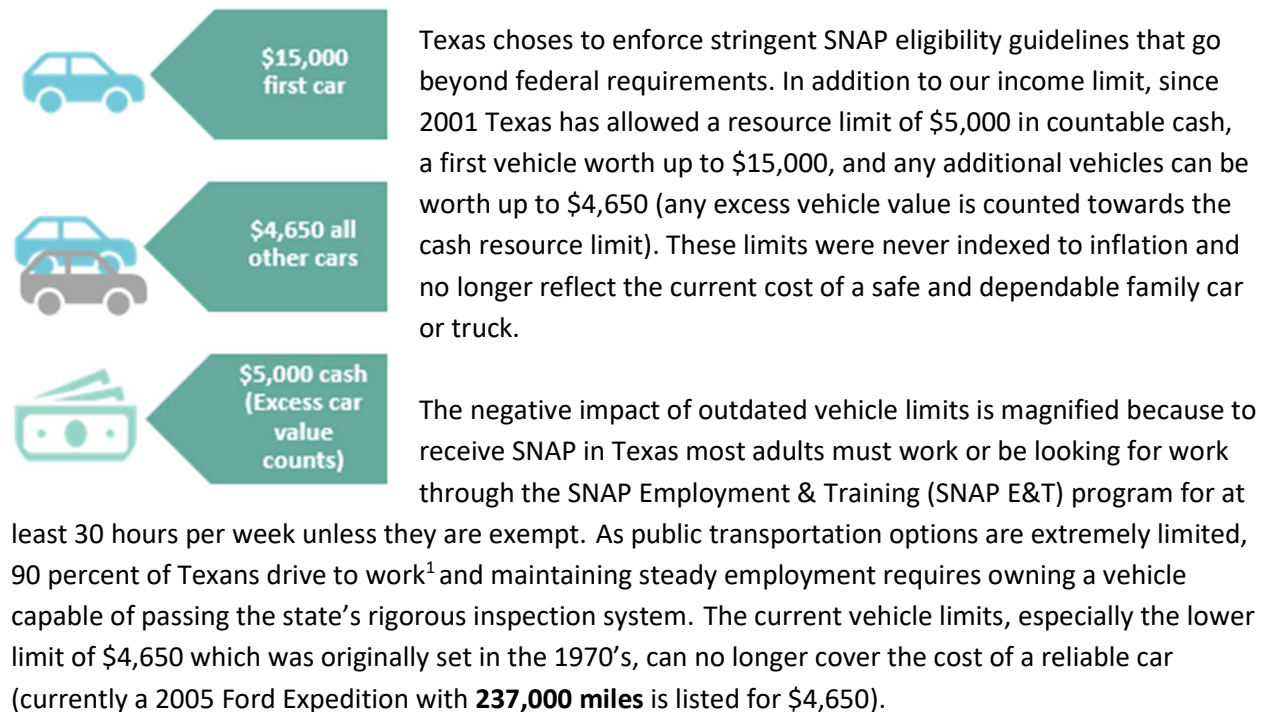 $15,000
first car
$4,650 all
other cars
$5,000 cash
(Excess car
value
counts)
Texas choses to enforce stringent SNAP eligibility guidelines that go
beyond federal requirements. In addition to our income limit, since
2001 Texas has allowed a resource limit of $5,000 in countable cash,
a first vehicle worth up to $15,000, and any additional vehicles can be
worth up to $4,650 (any excess vehicle value is counted towards the
cash resource limit). These limits were never indexed to inflation and
no longer reflect the current cost of a safe and dependable family car
or truck.
The negative impact of outdated vehicle limits is magnified because to
receive SNAP in Texas most adults must work or be looking for work
through the SNAP Employment & Training (SNAP E&T) program for at
least 30 hours per week unless they are exempt. As public transportation options are extremely limited,
90 percent of Texans drive to work1 and maintaining steady employment requires owning a vehicle
capable of passing the state’s rigorous inspection system. The current vehicle limits, especially the lower
limit of $4,650 which was originally set in the 1970’s, can no longer cover the cost of a reliable car
(currently a 2005 Ford Expedition with 237,000 miles is listed for $4,650).